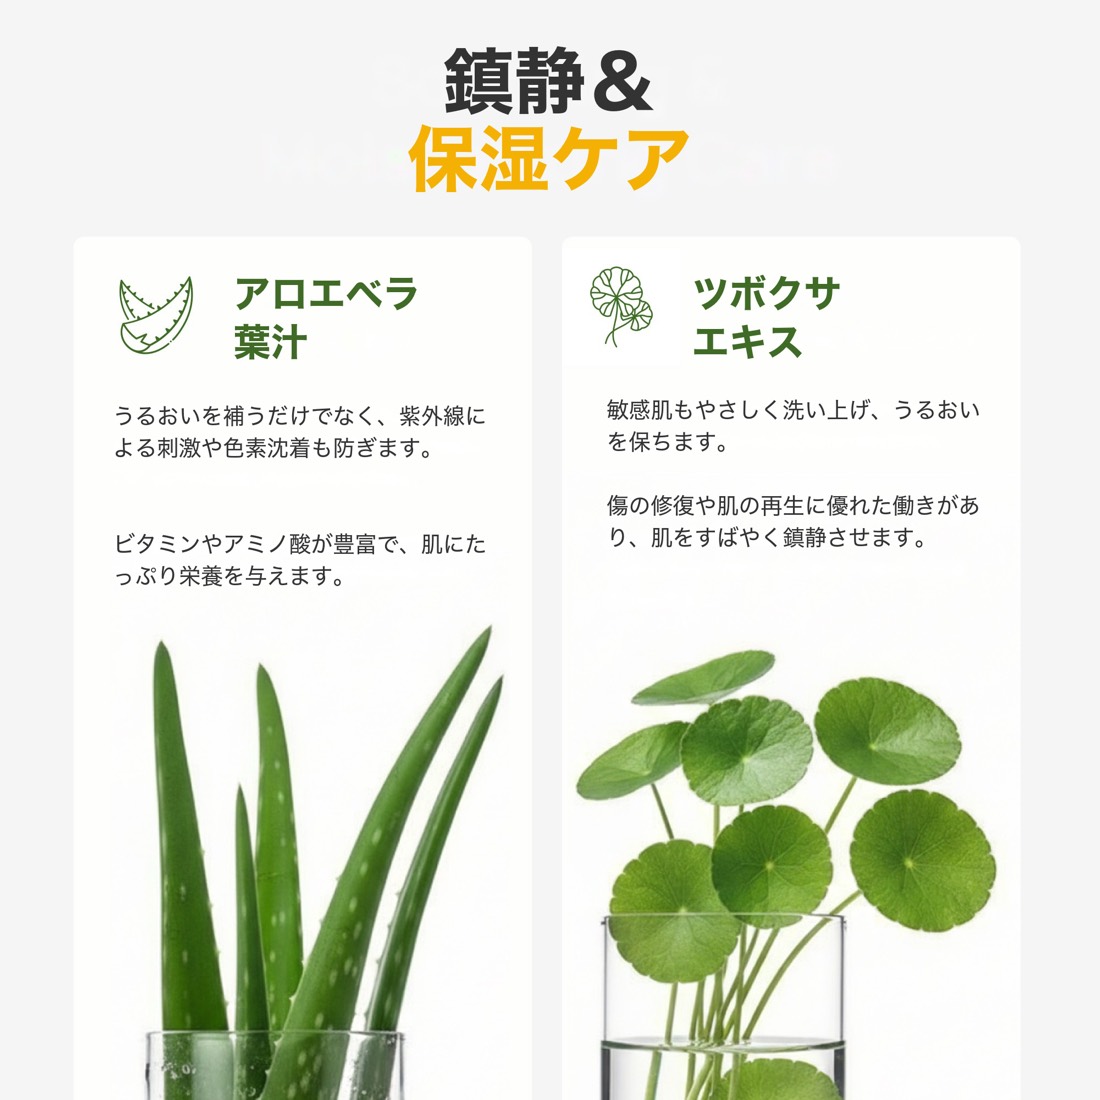 鎮静&
保湿ケア
アロエベラ
葉汁
うるおいを補うだけでなく、紫外線に
よる刺激や色素沈着も防ぎます。
ビタミンやアミノ酸が豊富で、肌にた
っぷり栄養を与えます。
ツボクサ
エキス
敏感肌もやさしく洗い上げ、うるおい
を保ちます。
傷の修復や肌の再生に優れた働きがあ
り、肌をすばやく鎮静させます。